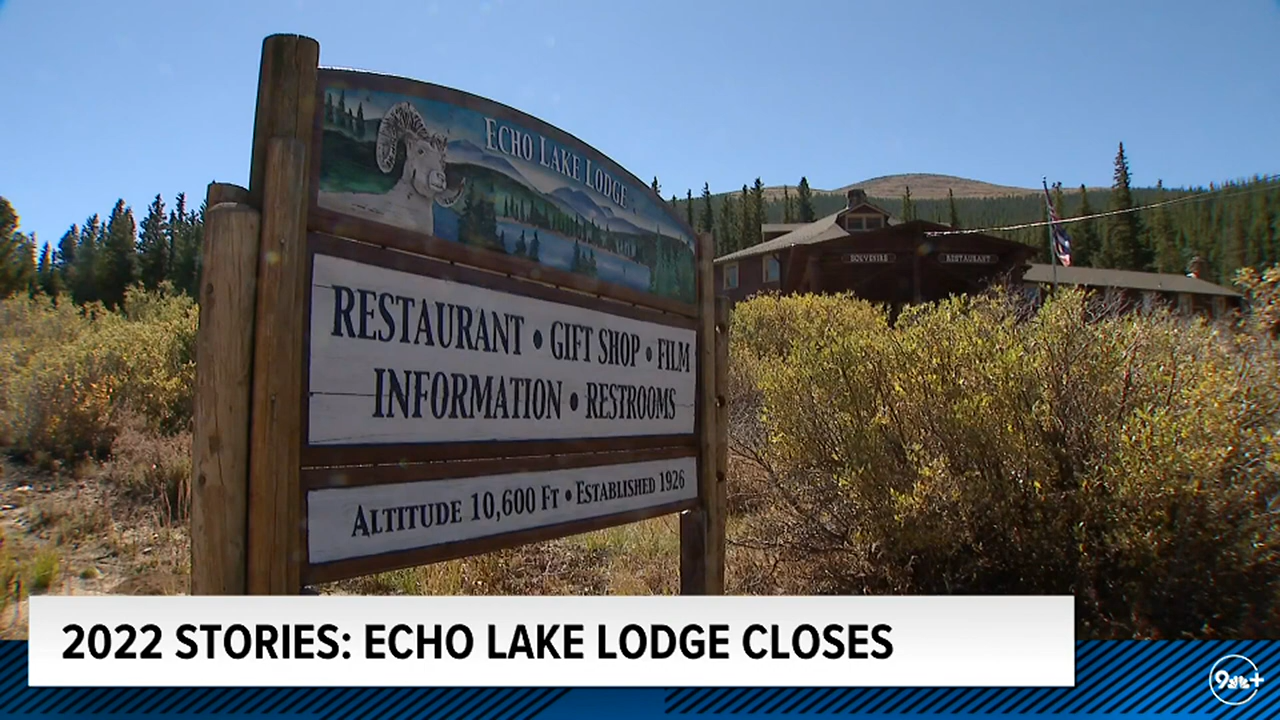 ECHO LAKE LODGE
RESTAURANT • GIFT SHOP • FILM
INFORMATION • RESTROOMS
ALTITUDE 10,600 FT • ESTABLISHED 1926
SOUVENIRS RESTAURANT
2022 STORIES: ECHO LAKE LODGE CLOSES
9+